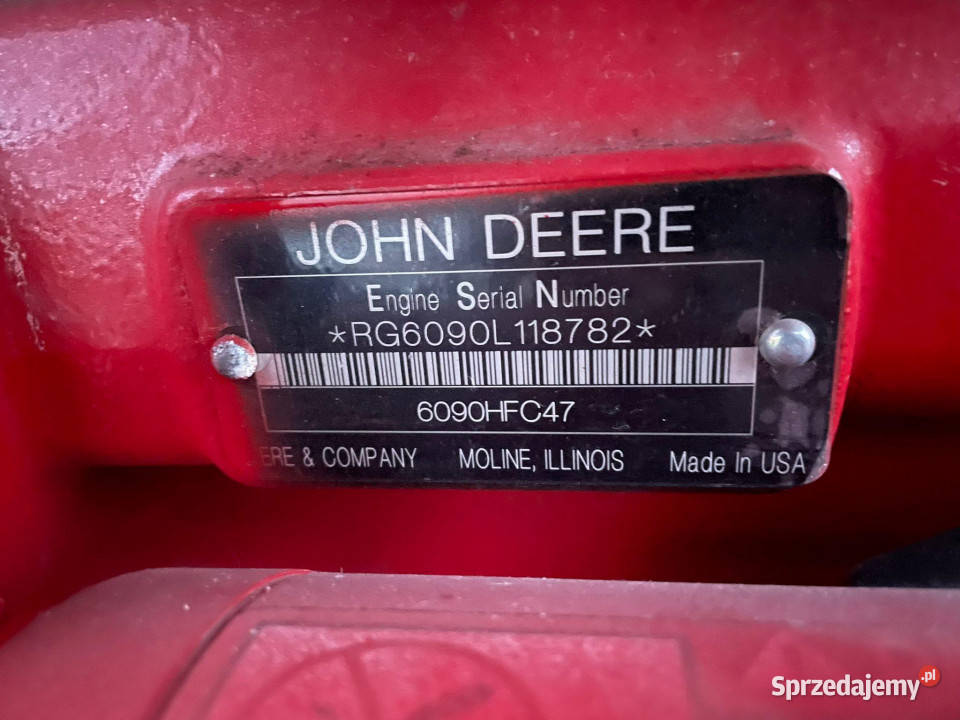 JOHN DEERE
Engine Serial Number
*RG6090L118782*
6090HFC47
ERE & COMPANY MOLINE, ILLINOIS Made In USA
Sprzedajemy.pl